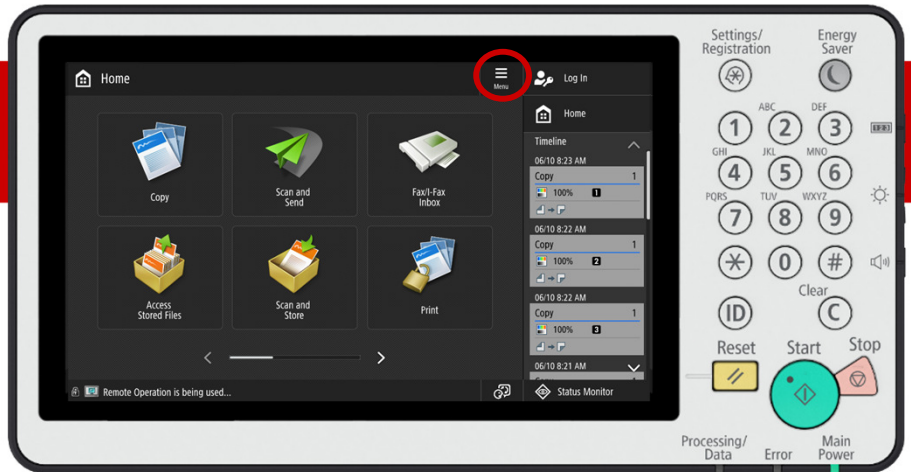 Home
Menu
Log In
Home
Copy
Scan and
Send
Fax/I-Fax
Inbox
Access
Stored Files
Scan and
Store
Print
Timeline
06/10 8:23 AM
Copy 1
100% 1
06/10 8:22 AM
Copy 1
100% 2
06/10 8:22 AM
Copy 1
100% 3
06/10 8:21 AM
Remote Operation is being used...
Status Monitor
Settings/
Registration
Energy
Saver
ABC DEF
1 2 3
GHI JKL MNO
4 5 6
PQRS TUV WXYZ
7 8 9
0 #
Clear
ID C
Reset Start Stop
Processing/
Data
Error
Main
Power